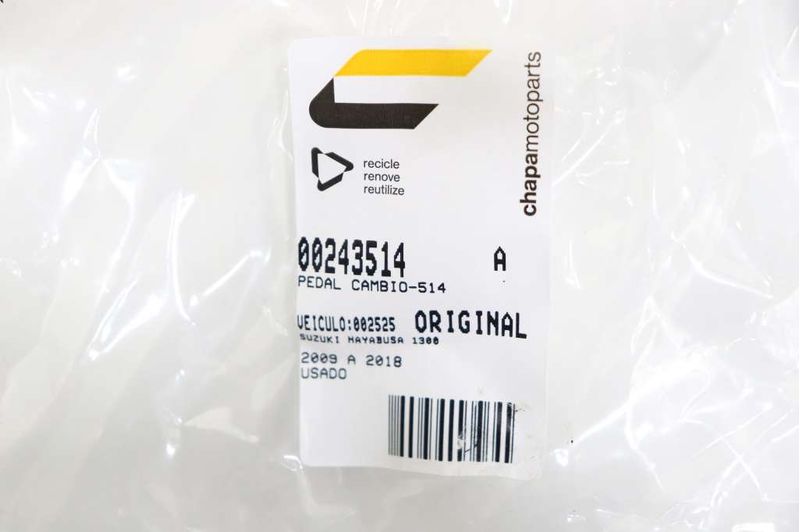 chapamotoparts
recicle
renove
reutilize
00243514 A
PEDAL CAMBIO-514
VEICULO:002525 ORIGINAL
SUZUKI HAYABUSA 1300
2009 A 2018
USADO